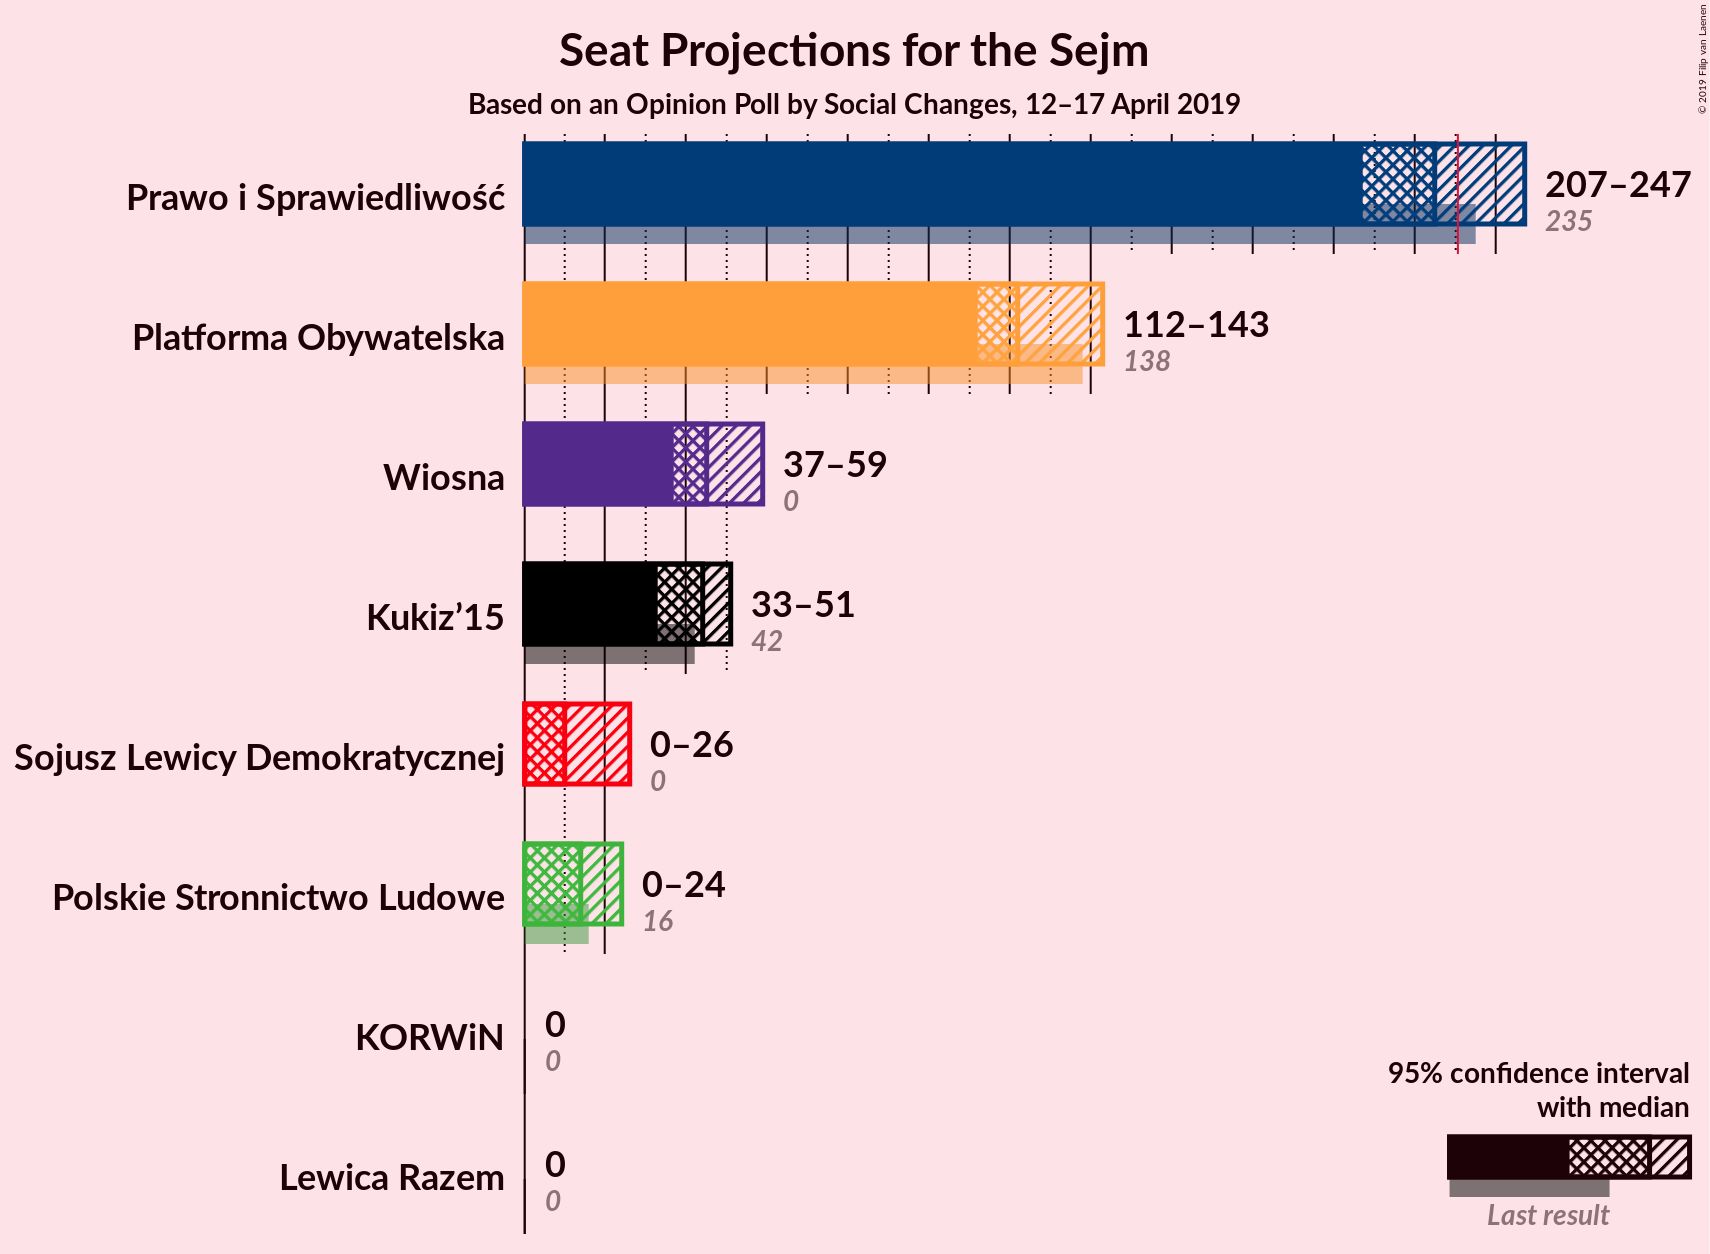 Seat Projections for the Sejm
Based on an Opinion Poll by Social Changes, 12–17 April 2019
© 2019 Filip van Laenen
Prawo i Sprawiedliwość
207–247
235
Platforma Obywatelska
112–143
138
Wiosna
37–59
0
Kukiz’15
33–51
42
Sojusz Lewicy Demokratycznej
0–26
0
Polskie Stronnictwo Ludowe
0–24
16
KORWiN
0
0
Lewica Razem
0
0
95% confidence interval
with median
Last result